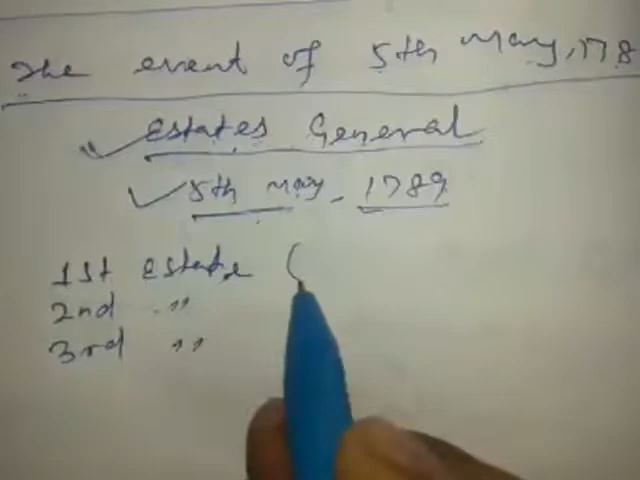 The event of 5th May, 178
Estates General
5th May, 1789
1st Estate (
2nd "
3rd "